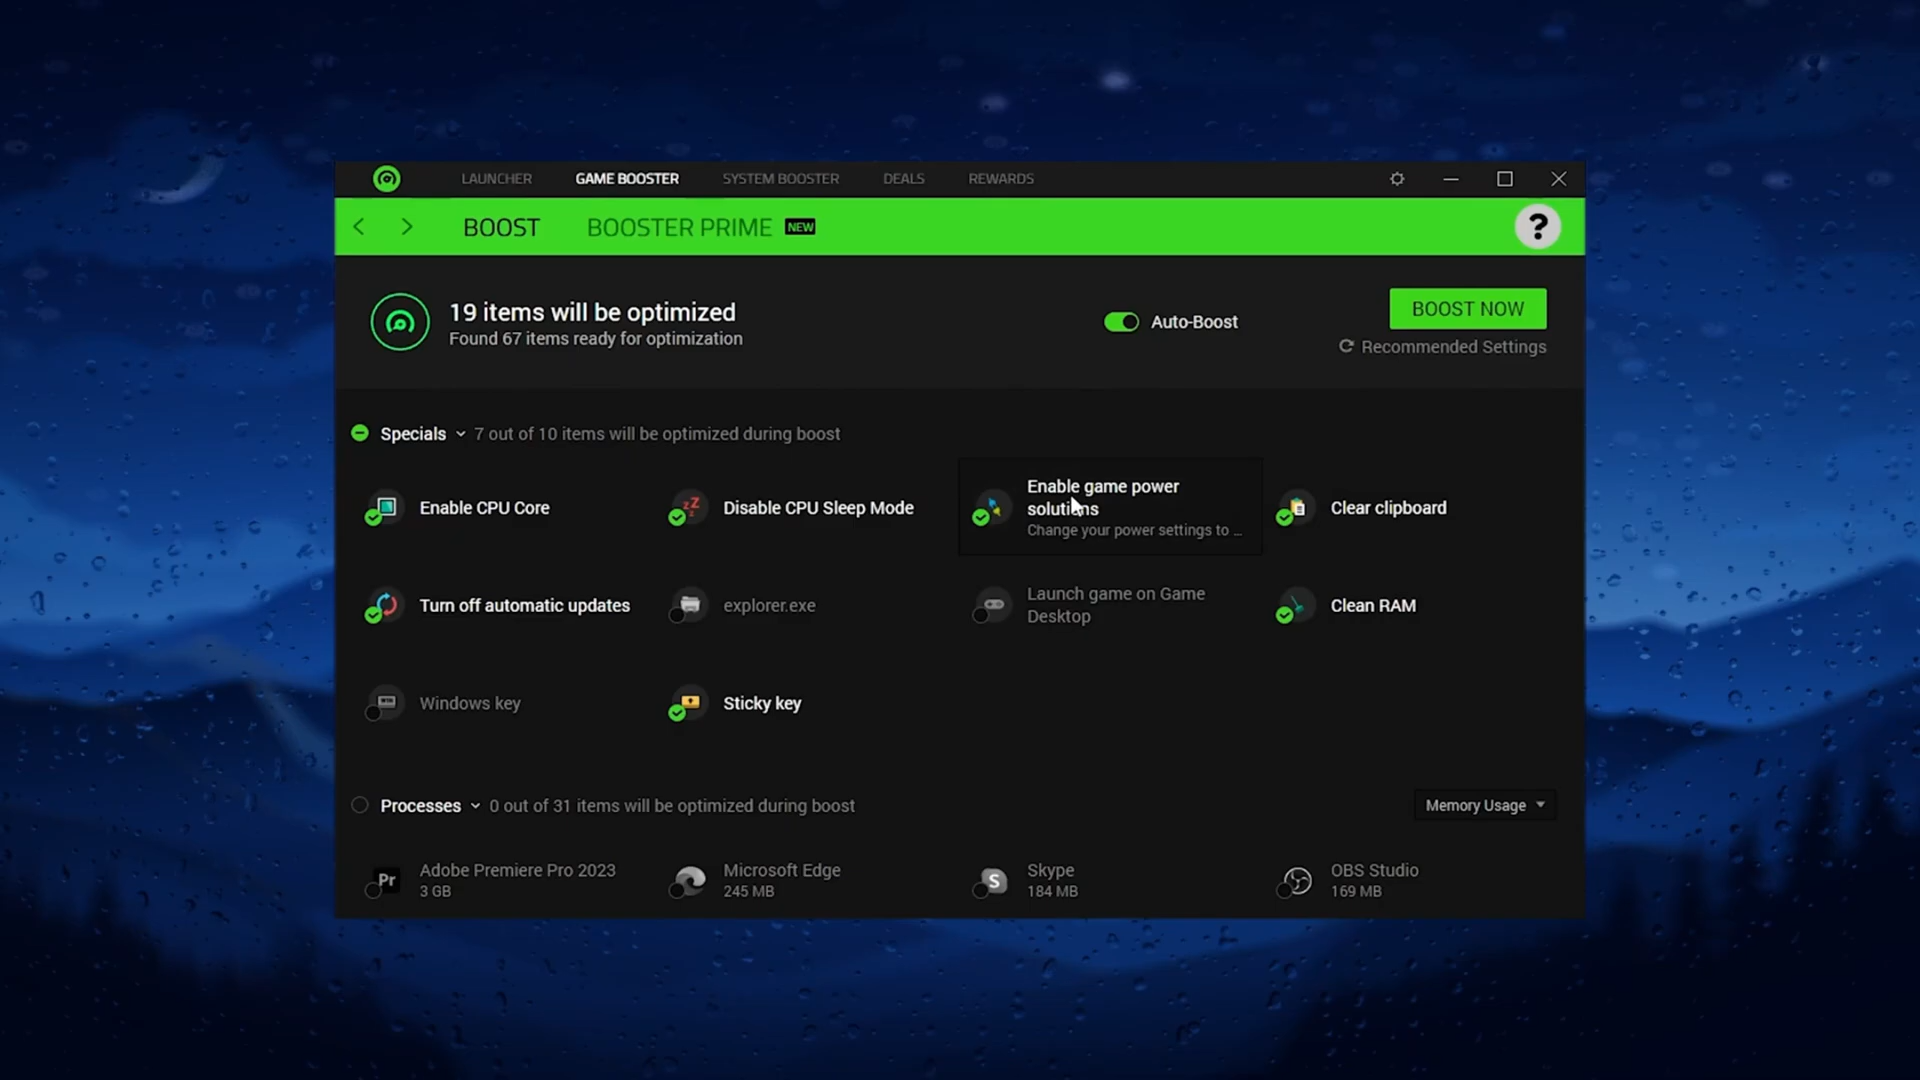 LAUNCHER GAME BOOSTER SYSTEM BOOSTER DEALS REWARDS
BOOST BOOSTER PRIME NEW ?
19 items will be optimized
Found 67 items ready for optimization
Auto-Boost
BOOST NOW
Recommended Settings
Specials 7 out of 10 items will be optimized during boost
Enable CPU Core
Disable CPU Sleep Mode
Enable game power
solutions
Change your power settings to ...
Clear clipboard
Turn off automatic updates
explorer.exe
Launch game on Game
Desktop
Clean RAM
Windows key
Sticky key
Processes 0 out of 31 items will be optimized during boost
Memory Usage
Pr
Adobe Premiere Pro 2023
3 GB
Microsoft Edge
245 MB
S
Skype
184 MB
OBS Studio
169 MB